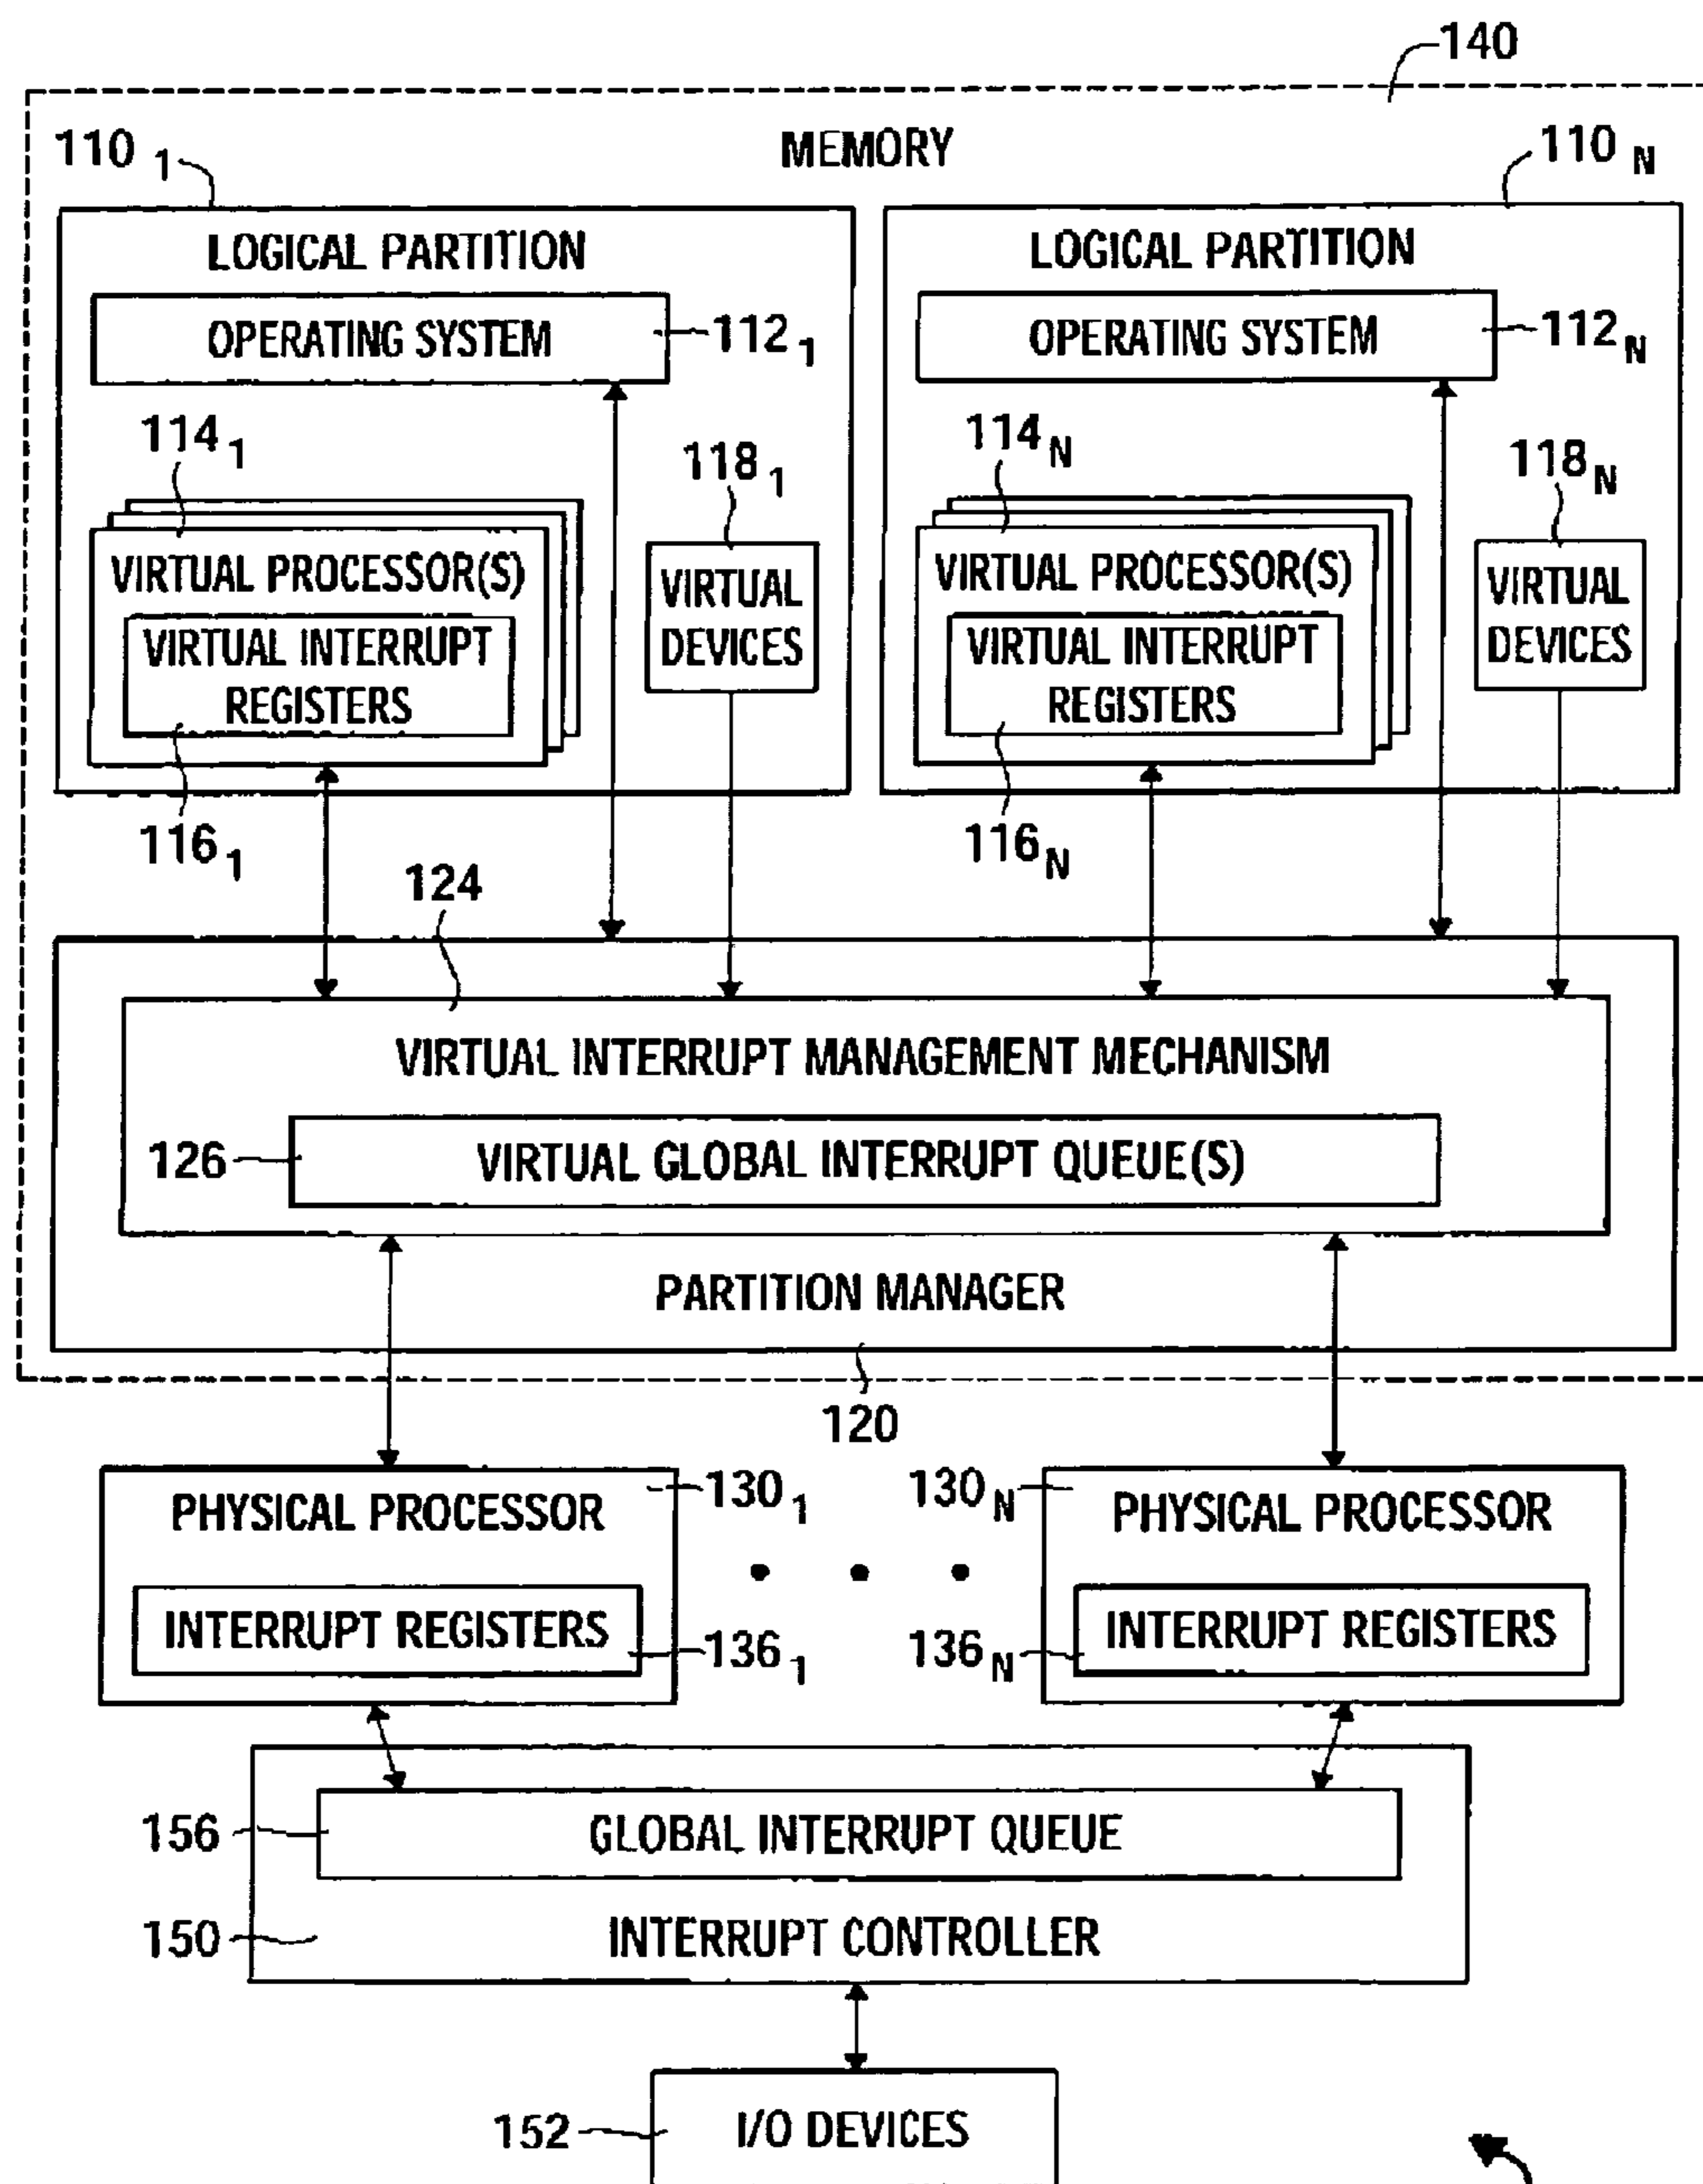 140
MEMORY
110 1
110 N
LOGICAL PARTITION
OPERATING SYSTEM
112 1
114 1
118 1
VIRTUAL PROCESSOR(S)
VIRTUAL INTERRUPT
REGISTERS
VIRTUAL
DEVICES
116 1
LOGICAL PARTITION
OPERATING SYSTEM
112 N
114 N
118 N
VIRTUAL PROCESSOR(S)
VIRTUAL INTERRUPT
REGISTERS
VIRTUAL
DEVICES
116 N
124
VIRTUAL INTERRUPT MANAGEMENT MECHANISM
126
VIRTUAL GLOBAL INTERRUPT QUEUE(S)
PARTITION MANAGER
120
PHYSICAL PROCESSOR
130 1
INTERRUPT REGISTERS
136 1
130 N
PHYSICAL PROCESSOR
136 N
INTERRUPT REGISTERS
156
GLOBAL INTERRUPT QUEUE
150
INTERRUPT CONTROLLER
152
I/O DEVICES